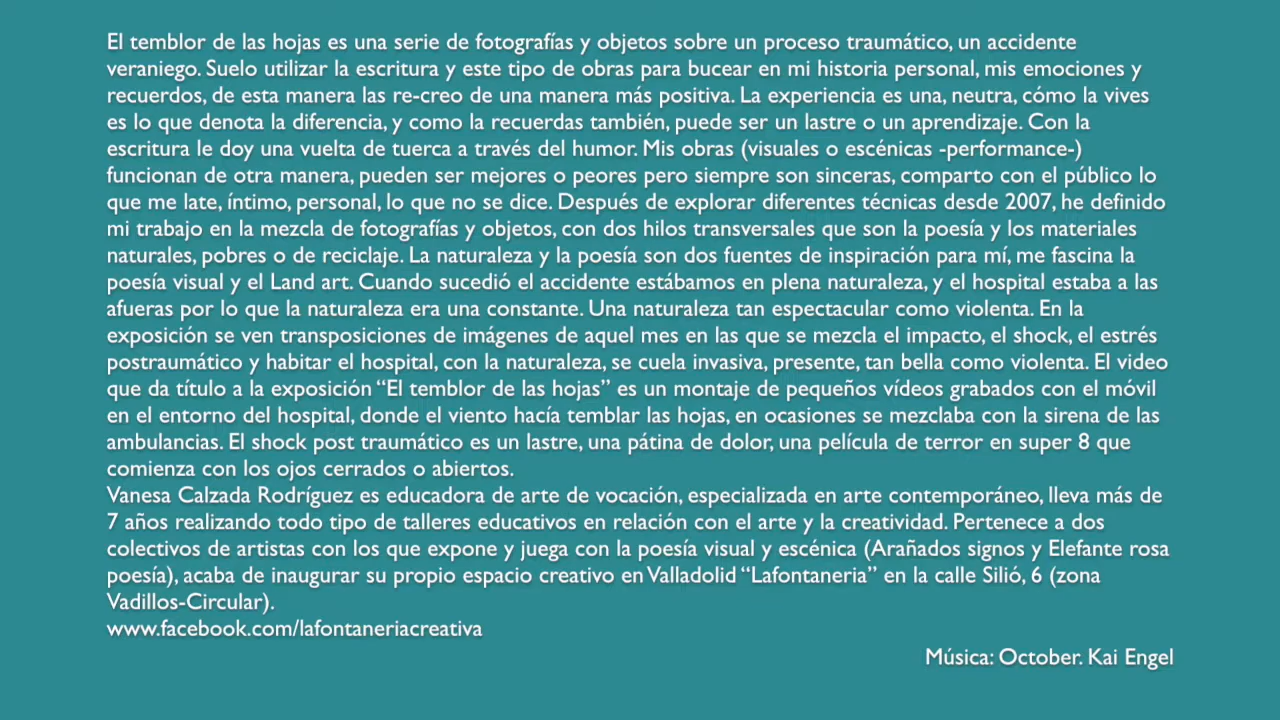 El temblor de las hojas es una serie de fotografías y objetos sobre un proceso traumático, un accidente
veraniego. Suelo utilizar la escritura y este tipo de obras para bucear en mi historia personal, mis emociones y
recuerdos, de esta manera las re-creo de una manera más positiva. La experiencia es una, neutra, cómo la vives
es lo que denota la diferencia, y como la recuerdas también, puede ser un lastre o un aprendizaje. Con la
escritura le doy una vuelta de tuerca a través del humor. Mis obras (visuales o escénicas -performance-)
funcionan de otra manera, pueden ser mejores o peores pero siempre son sinceras, comparto con el público lo
que me late, íntimo, personal, lo que no se dice. Después de explorar diferentes técnicas desde 2007, he definido
mi trabajo en la mezcla de fotografías y objetos, con dos hilos transversales que son la poesía y los materiales
naturales, pobres o de reciclaje. La naturaleza y la poesía son dos fuentes de inspiración para mí, me fascina la
poesía visual y el Land art. Cuando sucedió el accidente estábamos en plena naturaleza, y el hospital estaba a las
afueras por lo que la naturaleza era una constante. Una naturaleza tan espectacular como violenta. En la
exposición se ven transposiciones de imágenes de aquel mes en las que se mezcla el impacto, el shock, el estrés
postraumático y habitar el hospital, con la naturaleza, se cuela invasiva, presente, tan bella como violenta. El video
que da título a la exposición “El temblor de las hojas” es un montaje de pequeños vídeos grabados con el móvil
en el entorno del hospital, donde el viento hacía temblar las hojas, en ocasiones se mezclaba con la sirena de las
ambulancias. El shock post traumático es un lastre, una pátina de dolor, una película de terror en super 8 que
comienza con los ojos cerrados o abiertos.
Vanesa Calzada Rodríguez es educadora de arte de vocación, especializada en arte contemporáneo, lleva más de
7 años realizando todo tipo de talleres educativos en relación con el arte y la creatividad. Pertenece a dos
colectivos de artistas con los que expone y juega con la poesía visual y escénica (Arañados signos y Elefante rosa
poesía), acaba de inaugurar su propio espacio creativo en Valladolid “Lafontaneria” en la calle Silió, 6 (zona
Vadillos-Circular).
www.facebook.com/lafontaneriacreativa
Música: October. Kai Engel